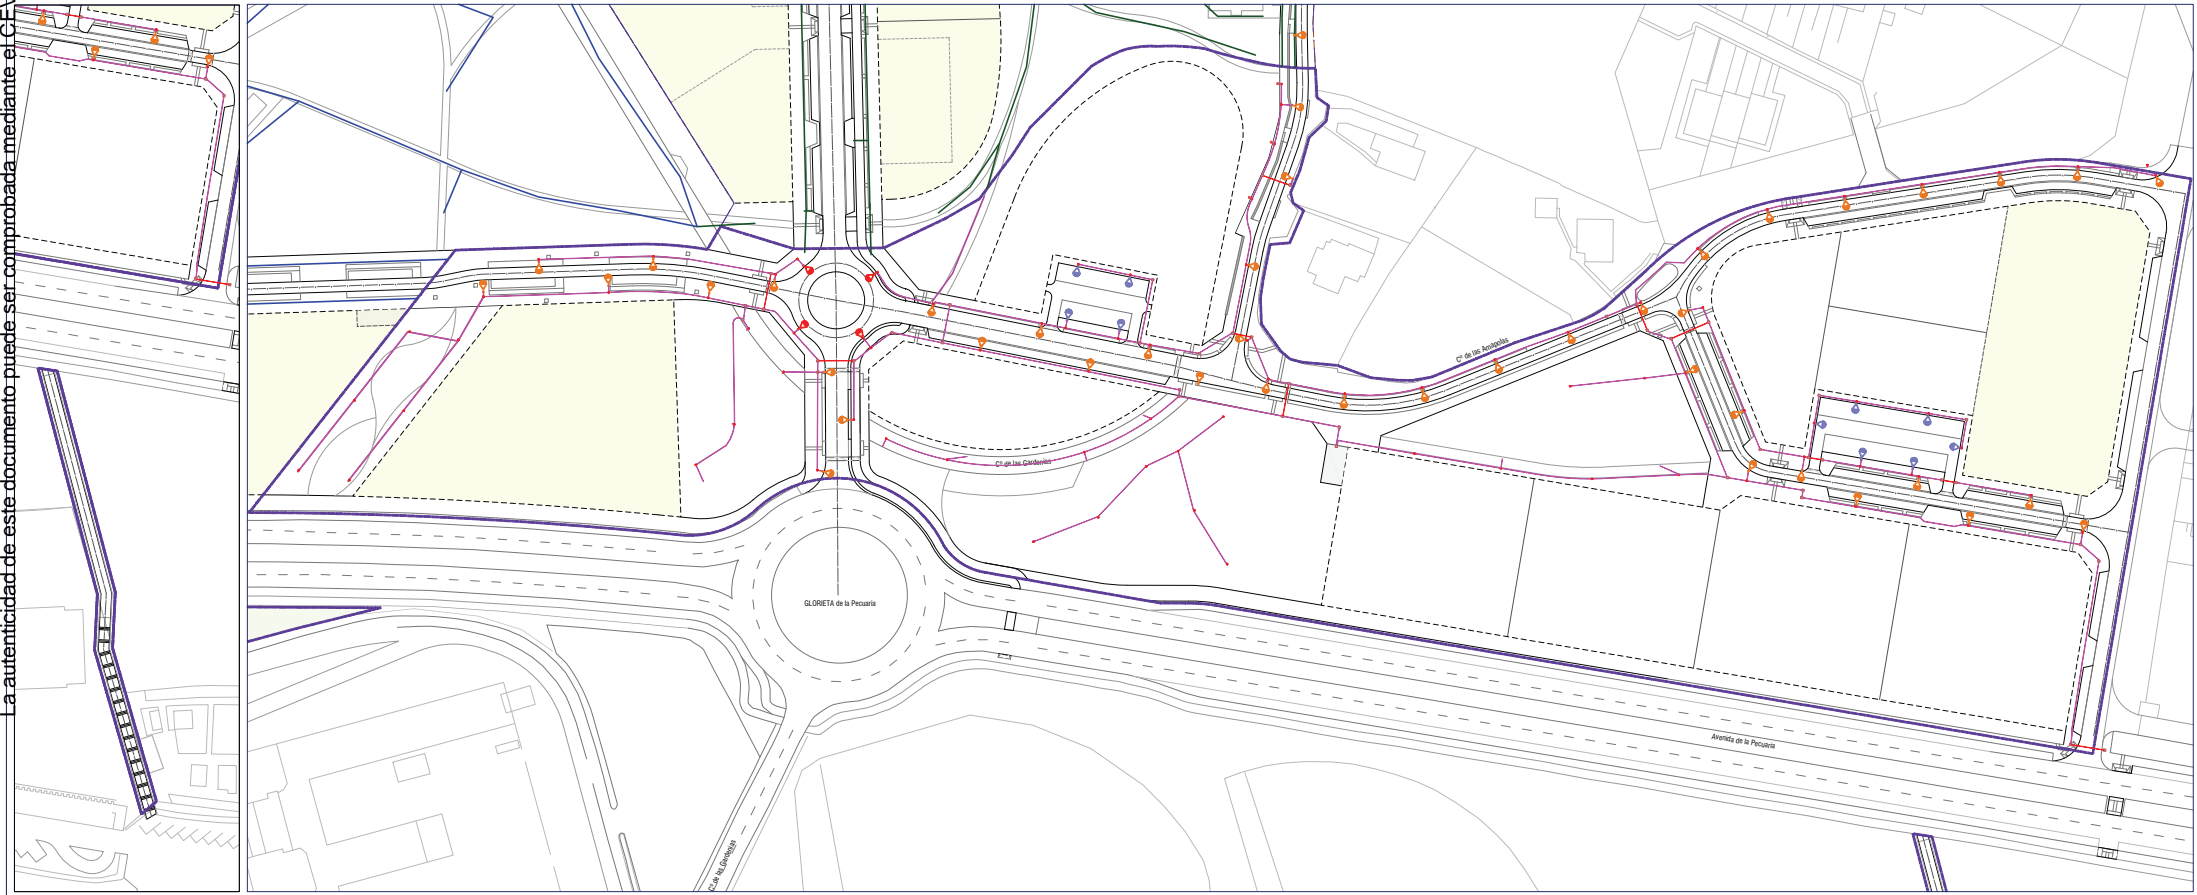 La autenticidad de este documento puede ser comprobada mediante el CEV
Cº de las Amapolas
Cº de las Gardenias
GLORIETA de la Pecuaria
Avenida de la Pecuaria
Cº de las Gardenias